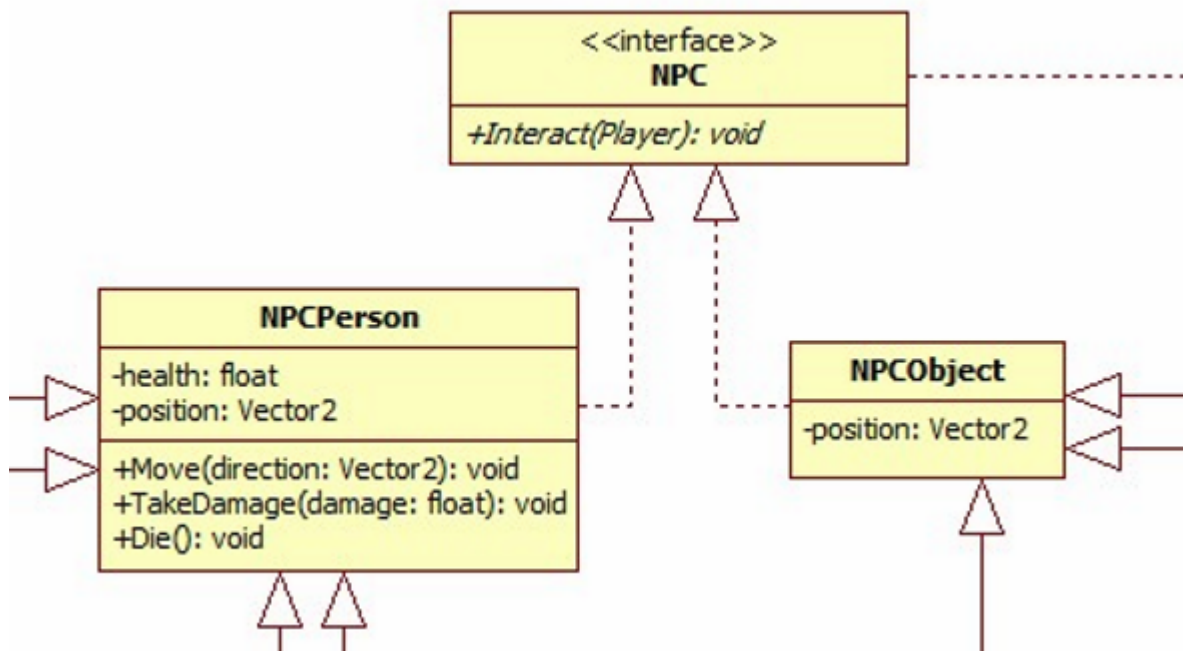 <<interface>>
NPC
+Interact(Player): void
NPCPerson
-health: float
-position: Vector2
+Move(direction: Vector2): void
+TakeDamage(damage: float): void
+Die(): void
NPCObject
-position: Vector2